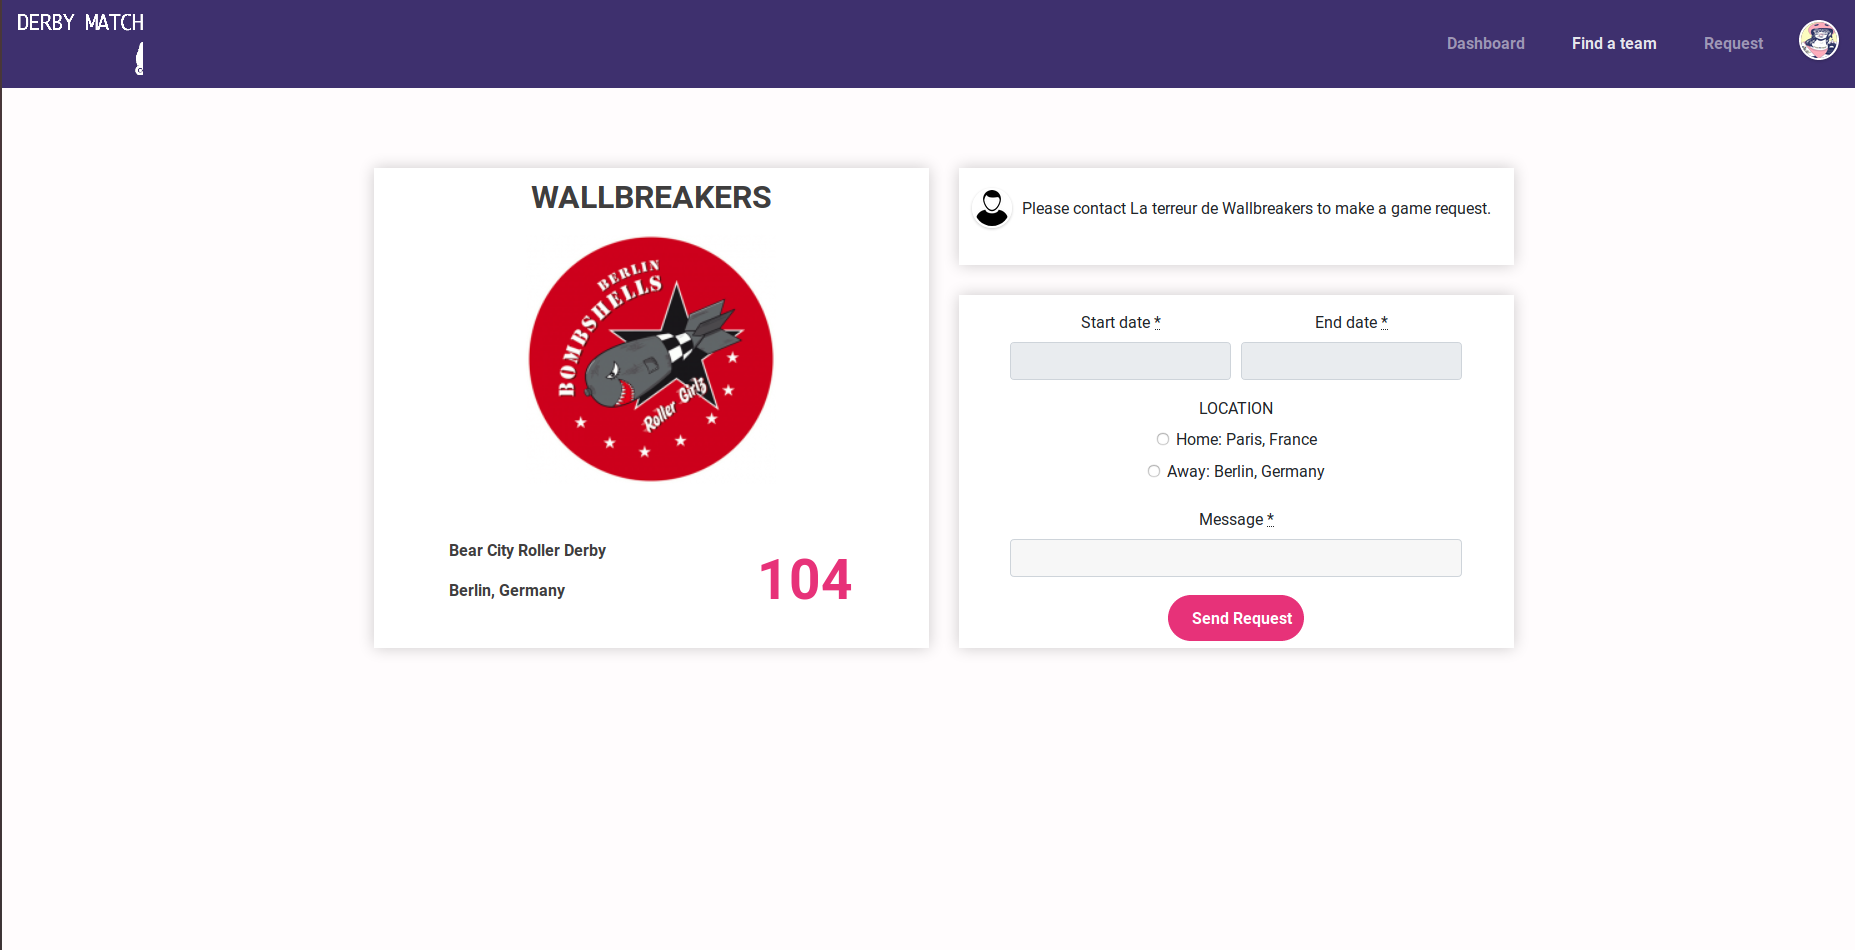 DERBY MATCH
Dashboard
Find a team
Request
WALLBREAKERS
BERLIN
BOMBSHELLS
Roller Girlz
Bear City Roller Derby
Berlin, Germany
104
Please contact La terreur de Wallbreakers to make a game request.
Start date *
End date *
LOCATION
Home: Paris, France
Away: Berlin, Germany
Message *
Send Request